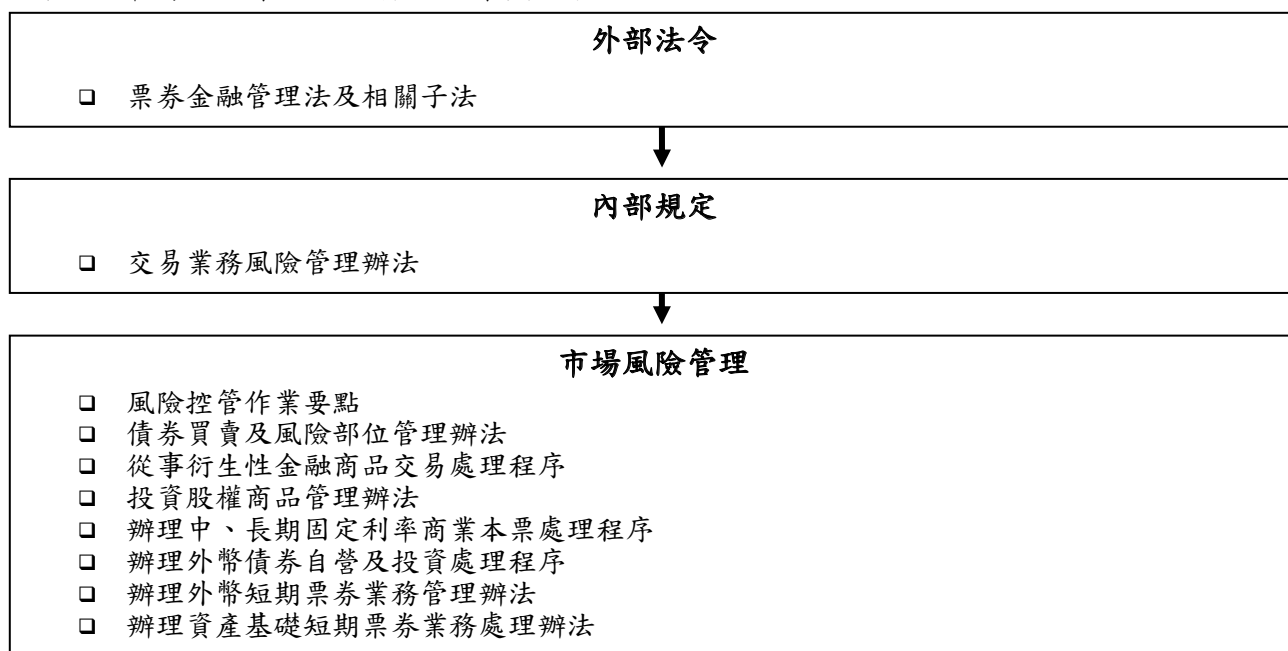 外部法令
❑ 票券金融管理法及相關子法
內部規定
❑ 交易業務風險管理辦法
市場風險管理
❑ 風險控管作業要點
❑ 債券買賣及風險部位管理辦法
❑ 從事衍生性金融商品交易處理程序
❑ 投資股權商品管理辦法
❑ 辦理中、長期固定利率商業本票處理程序
❑ 辦理外幣債券自營及投資處理程序
❑ 辦理外幣短期票券業務管理辦法
❑ 辦理資產基礎短期票券業務處理辦法